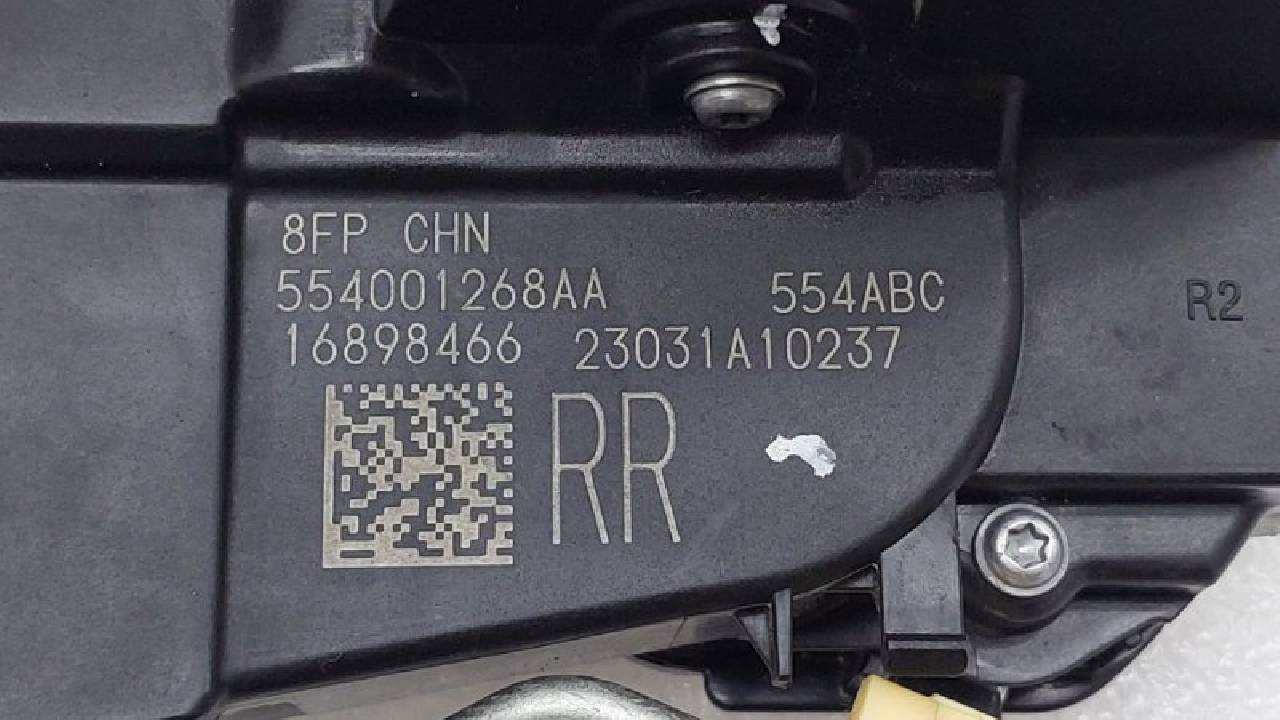 8FP CHN
554001268AA 554ABC
16898466 23031A10237
RR
R2